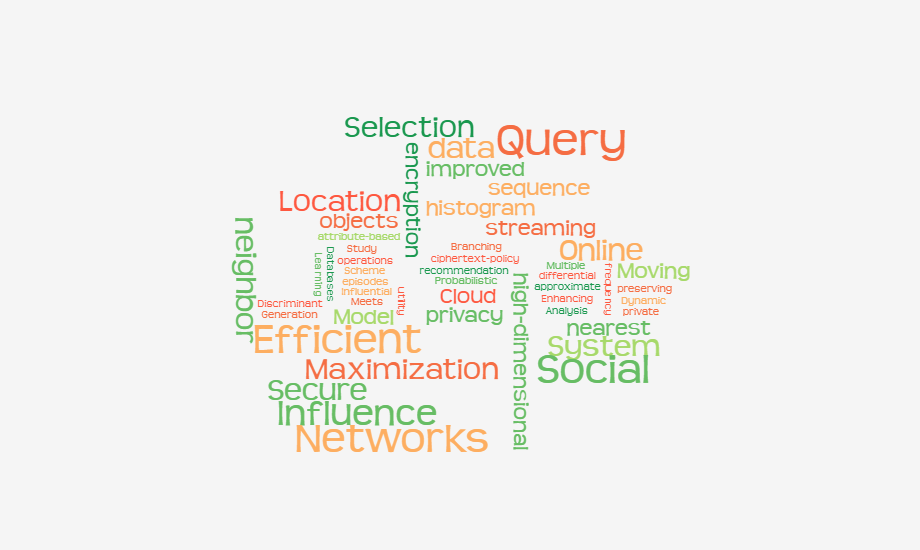 Selection
Query
data
encryption
improved
sequence
Location
histogram
objects
neighbor
streaming
attribute-based
Online
Study
Branching
operations
ciphertext-policy
Databases
Learning
Scheme
recommendation
Multiple
frequency
Moving
episodes
Probabilistic
differential
high-dimensional
Influential
approximate
preserving
Discriminant
Meets
utility
Cloud
Enhancing
Dynamic
Generation
Model
privacy
Analysis
private
nearest
Efficient
System
Maximization
Social
Secure
Influence
Networks